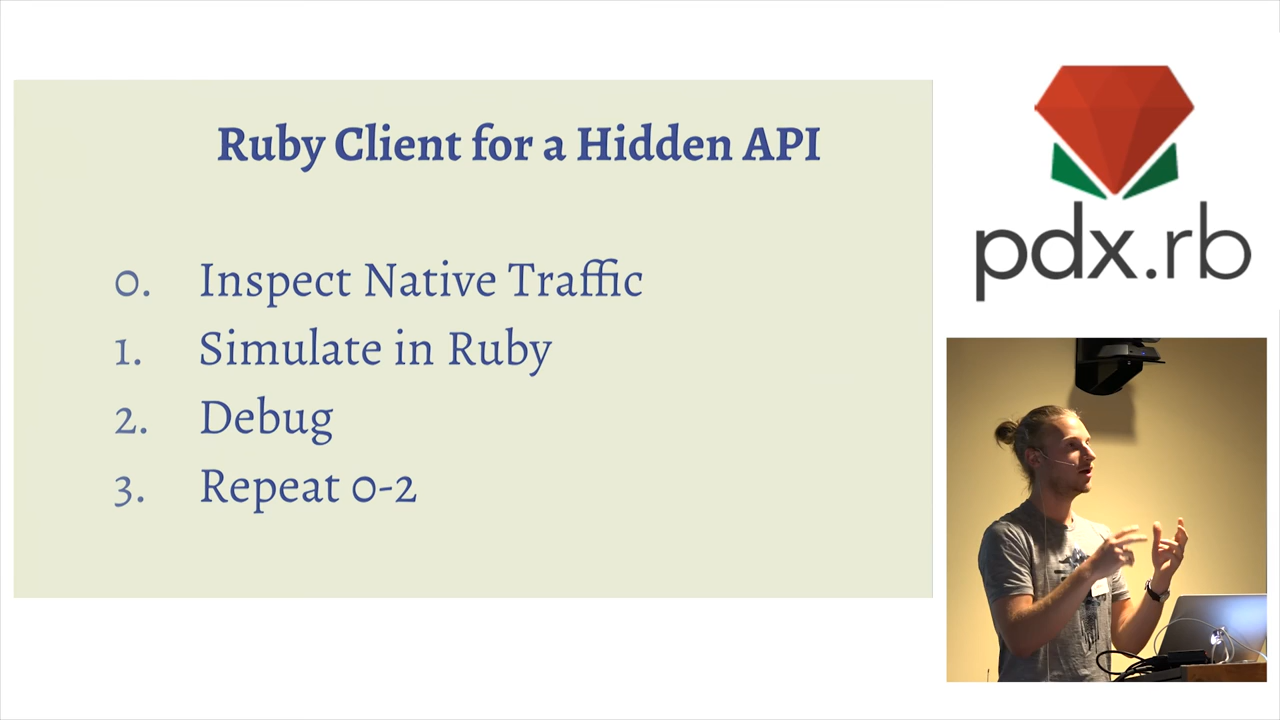 Ruby Client for a Hidden API
0. Inspect Native Traffic
1. Simulate in Ruby
2. Debug
3. Repeat 0-2
pdx.rb